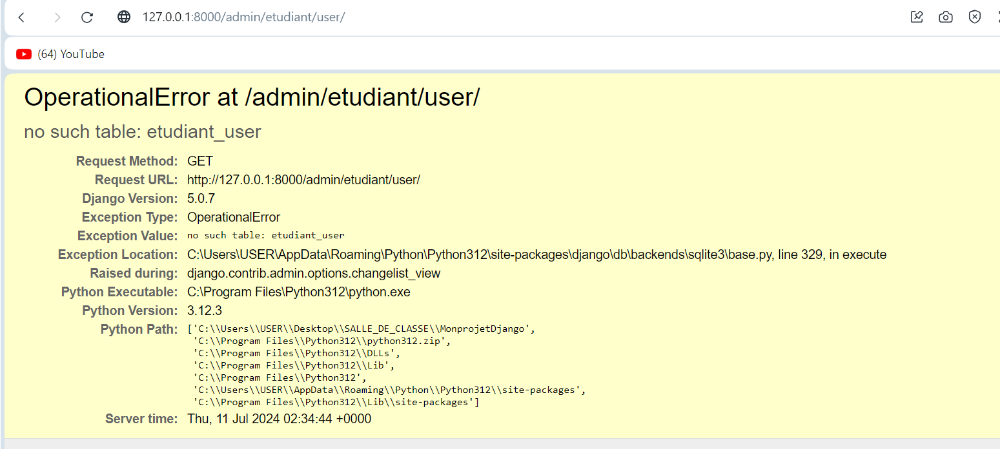 127.0.0.1:8000/admin/etudiant/user/
(64) YouTube
OperationalError at /admin/etudiant/user/
no such table: etudiant_user
Request Method: GET
Request URL: http://127.0.0.1:8000/admin/etudiant/user/
Django Version: 5.0.7
Exception Type: OperationalError
Exception Value: no such table: etudiant_user
Exception Location: C:\Users\USER\AppData\Roaming\Python\Python312\site-packages\django\db\backends\sqlite3\base.py, line 329, in execute
Raised during: django.contrib.admin.options.changelist_view
Python Executable: C:\Program Files\Python312\python.exe
Python Version: 3.12.3
Python Path: ['C:\\Users\\USER\\Desktop\\SALLE_DE_CLASSE\\MonprojetDjango',
'C:\\Program Files\\Python312\\python312.zip',
'C:\\Program Files\\Python312\\DLLs',
'C:\\Program Files\\Python312\\Lib',
'C:\\Program Files\\Python312',
'C:\\Users\\USER\\AppData\\Roaming\\Python\\Python312\\site-packages',
'C:\\Program Files\\Python312\\Lib\\site-packages']
Server time: Thu, 11 Jul 2024 02:34:44 +0000